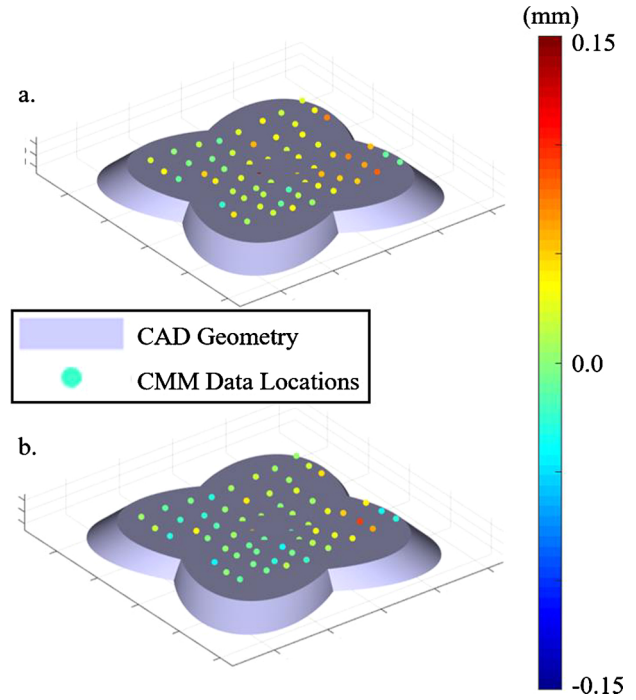 (mm)
0.15
a.
CAD Geometry
CMM Data Locations
0.0
b.
-0.15